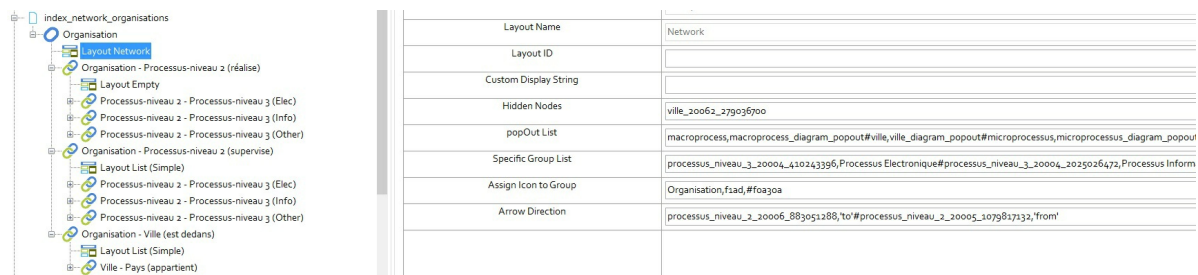 index_network_organisations
Organisation
Layout Network
Organisation - Processus-niveau 2 (réalise)
Layout Empty
Processus-niveau 2 - Processus-niveau 3 (Elec)
Processus-niveau 2 - Processus-niveau 3 (Info)
Processus-niveau 2 - Processus-niveau 3 (Other)
Organisation - Processus-niveau 2 (supervise)
Layout List (Simple)
Processus-niveau 2 - Processus-niveau 3 (Elec)
Processus-niveau 2 - Processus-niveau 3 (Info)
Processus-niveau 2 - Processus-niveau 3 (Other)
Organisation - Ville (est dedans)
Layout List (Simple)
Ville - Pays (appartient)
Layout Name Network
Layout ID
Custom Display String
Hidden Nodes ville_20062_279036700
popOut List macroprocess,macroprocess_diagram_popout#ville,ville_diagram_popout#microprocessus,microprocessus_diagram_popout
Specific Group List processus_niveau_3_20004_410243396,Processus Electronique#processus_niveau_3_20004_2025026472,Processus Inform
Assign Icon to Group Organisation,f1ad,#f0a30a
Arrow Direction processus_niveau_2_20006_883051288,'to'#processus_niveau_2_20005_1079817132,'from'